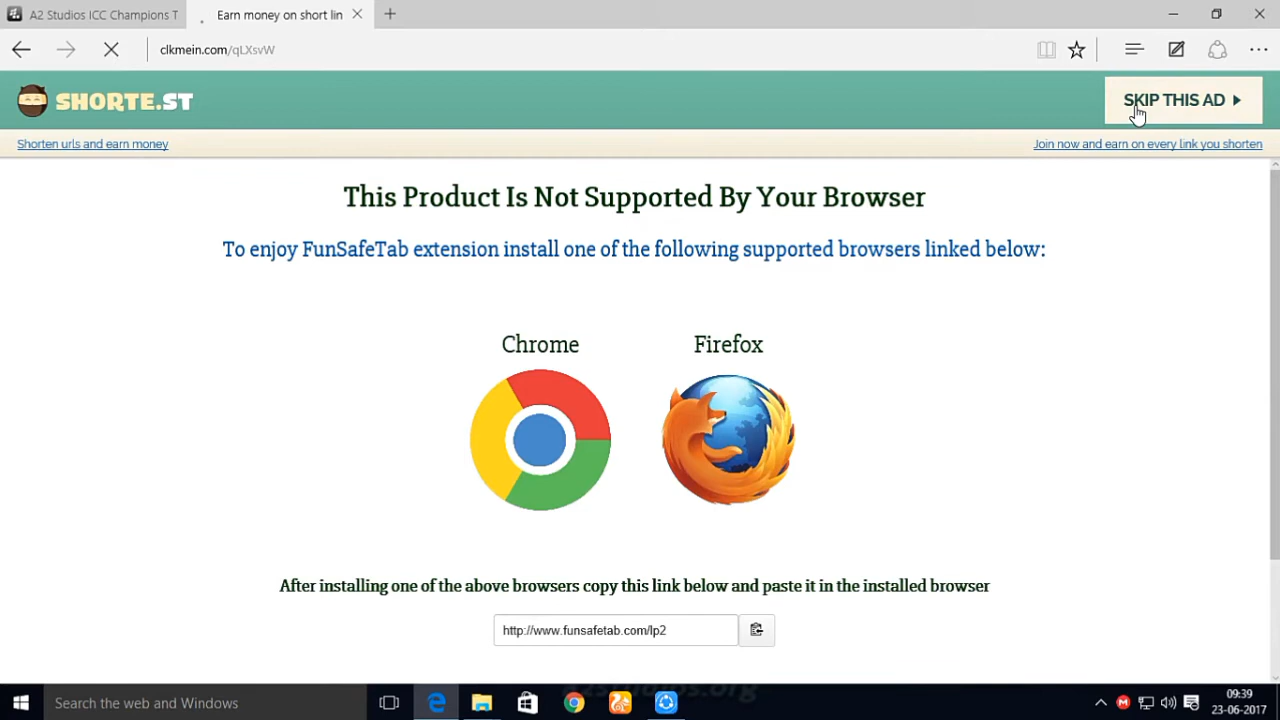 A2 Studios ICC Champions T
Earn money on short lin
clkmein.com/qLXsvW
SHORTE.ST
SKIP THIS AD
Shorten urls and earn money
Join now and earn on every link you shorten
This Product Is Not Supported By Your Browser
To enjoy FunSafeTab extension install one of the following supported browsers linked below:
Chrome
Firefox
After installing one of the above browsers copy this link below and paste it in the installed browser
http://www.funsafetab.com/lp2
Search the web and Windows
09:39
23-06-2017